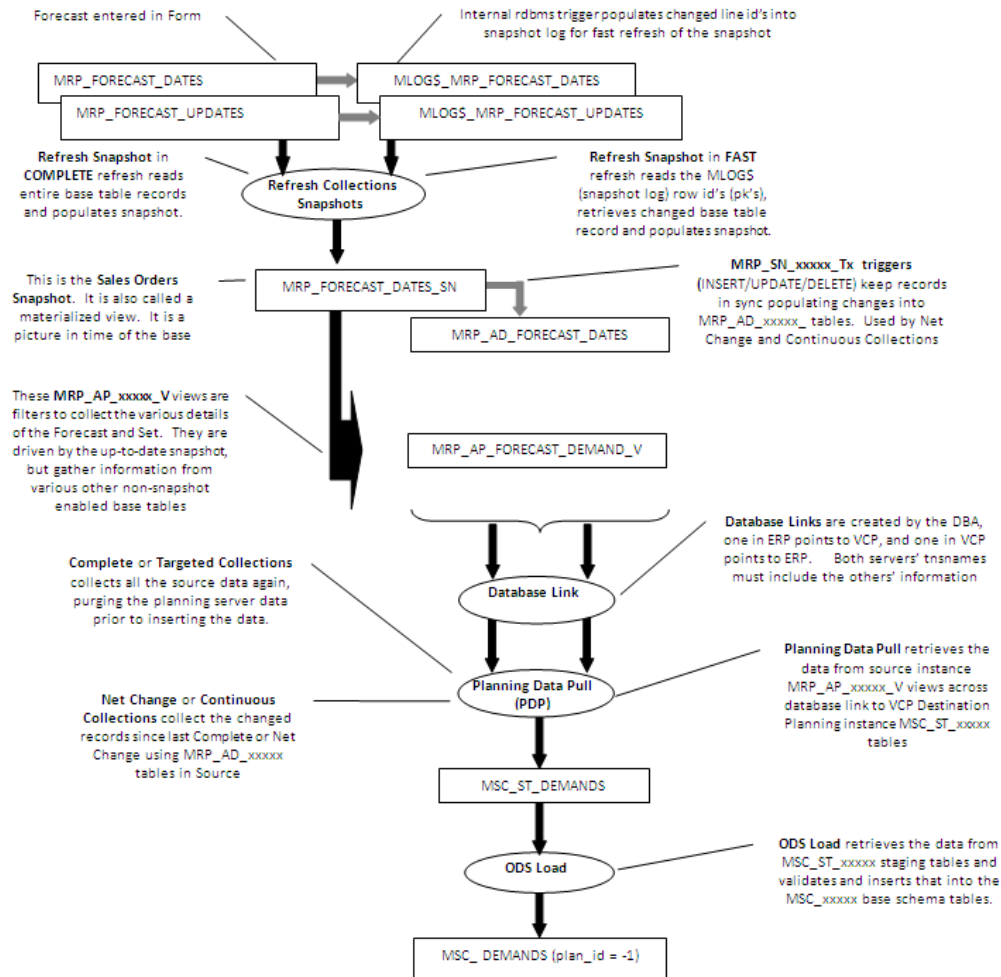 Forecast entered in Form
Internal rdbms trigger populates changed line id's into
snapshot log for fast refresh of the snapshot
MRP_FORECAST_DATES
MLOG$_MRP_FORECAST_DATES
MRP_FORECAST_UPDATES
MLOG$_MRP_FORECAST_UPDATES
Refresh Snapshot in
COMPLETE refresh reads
entire base table records
and populates snapshot.
Refresh Collections
Snapshots
Refresh Snapshot in FAST
refresh reads the MLOG$
(snapshot log) row id's (pk's),
retrieves changed base table
record and populates snapshot.
This is the Sales Orders
Snapshot. It is also called a
materialized view. It is a
picture in time of the base
MRP_FORECAST_DATES_SN
MRP_SN_xxxxx_Tx triggers
(INSERT/UPDATE/DELETE) keep records
in sync populating changes into
MRP_AD_xxxxx_ tables. Used by Net
Change and Continuous Collections
MRP_AD_FORECAST_DATES
These MRP_AP_xxxxx_V views are
filters to collect the various details
of the Forecast and Set. They are
driven by the up-to-date snapshot,
but gather information from
various other non-snapshot
enabled base tables
MRP_AP_FORECAST_DEMAND_V
Database Links are created by the DBA,
one in ERP points to VCP, and one in VCP
points to ERP. Both servers' tnsnames
must include the others' information
Complete or Targeted Collections
collects all the source data again,
purging the planning server data
prior to inserting the data.
Database Link
Planning Data Pull
(PDP)
Planning Data Pull retrieves the
data from source instance
MRP_AP_xxxxx_V views across
database link to VCP Destination
Planning instance MSC_ST_xxxxx
tables
Net Change or Continuous
Collections collect the changed
records since last Complete or Net
Change using MRP_AD_xxxxx
tables in Source
MSC_ST_DEMANDS
ODS Load
ODS Load retrieves the data from
MSC_ST_xxxxx staging tables and
validates and inserts that into the
MSC_xxxxx base schema tables.
MSC_ DEMANDS (plan_id = -1)